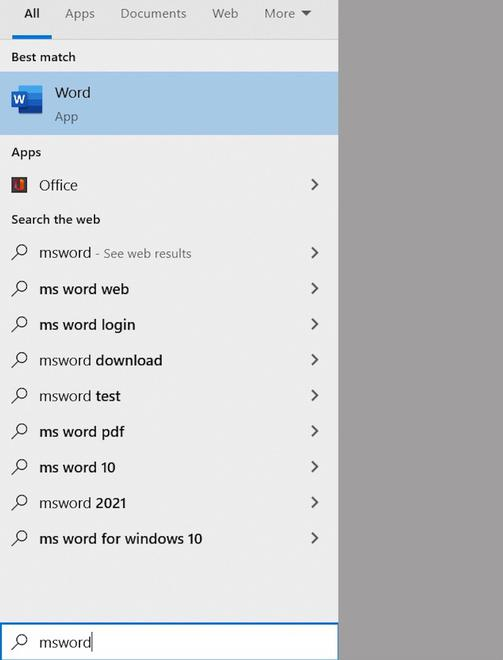 All Apps Documents Web More
Best match
W Word
App
Apps
Office
Search the web
msword - See web results
ms word web
ms word login
msword download
msword test
ms word pdf
ms word 10
msword 2021
ms word for windows 10
msword